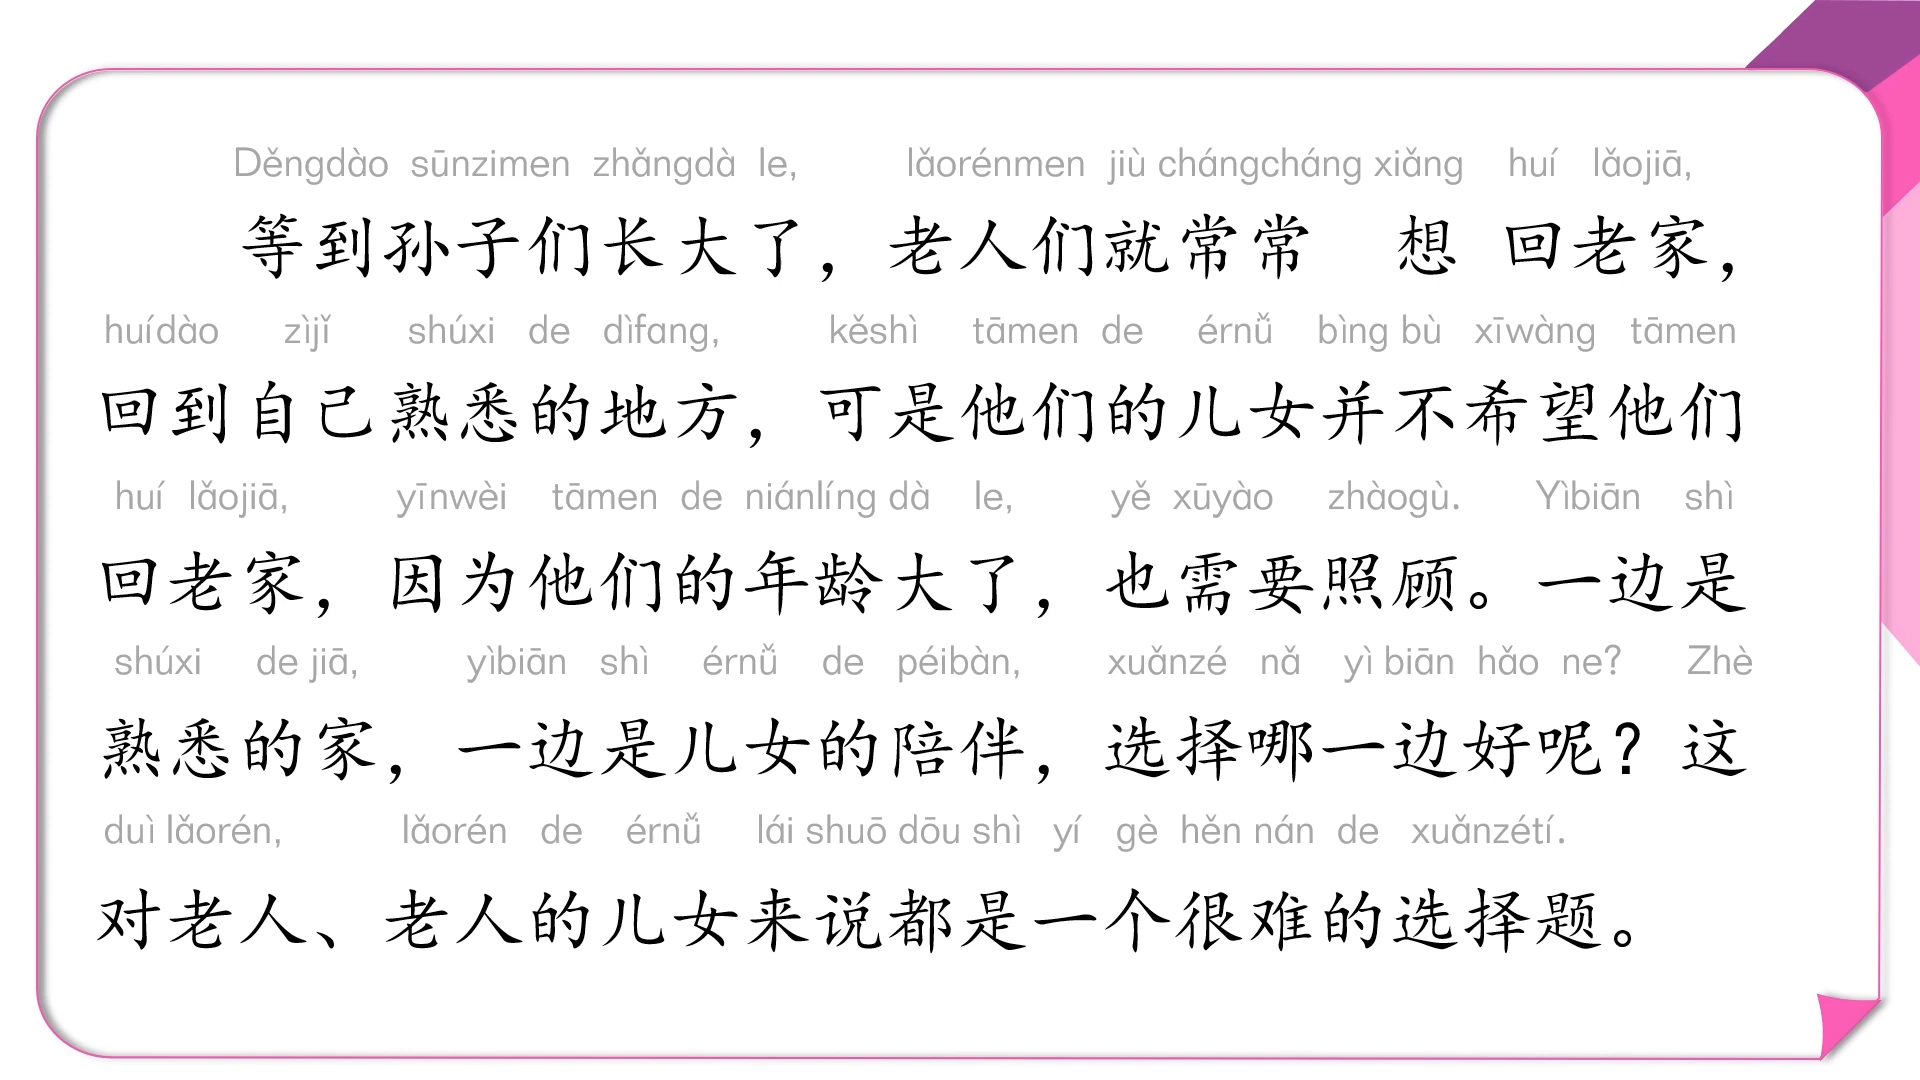 Děngdào sūnzimen zhǎngdà le, lǎorénmen jiù chángcháng xiǎng huí lǎojiā,
等到孙子们长大了，老人们就常常 想 回老家，
huídào zìjǐ shúxi de dìfang, kěshì tāmen de érnǚ bìng bù xīwàng tāmen
回到自己熟悉的地方，可是他们的儿女并不希望他们
huí lǎojiā, yīnwèi tāmen de niánlíng dà le, yě xūyào zhàogù. Yìbiān shì
回老家，因为他们的年龄大了，也需要照顾。一边是
shúxi de jiā, yìbiān shì érnǚ de péibàn, xuǎnzé nǎ yì biān hǎo ne? Zhè
熟悉的家，一边是儿女的陪伴，选择哪一边好呢？这
duì lǎorén, lǎorén de érnǚ lái shuō dōu shì yí gè hěn nán de xuǎnzétí.
对老人、老人的儿女来说都是一个很难的选择题。